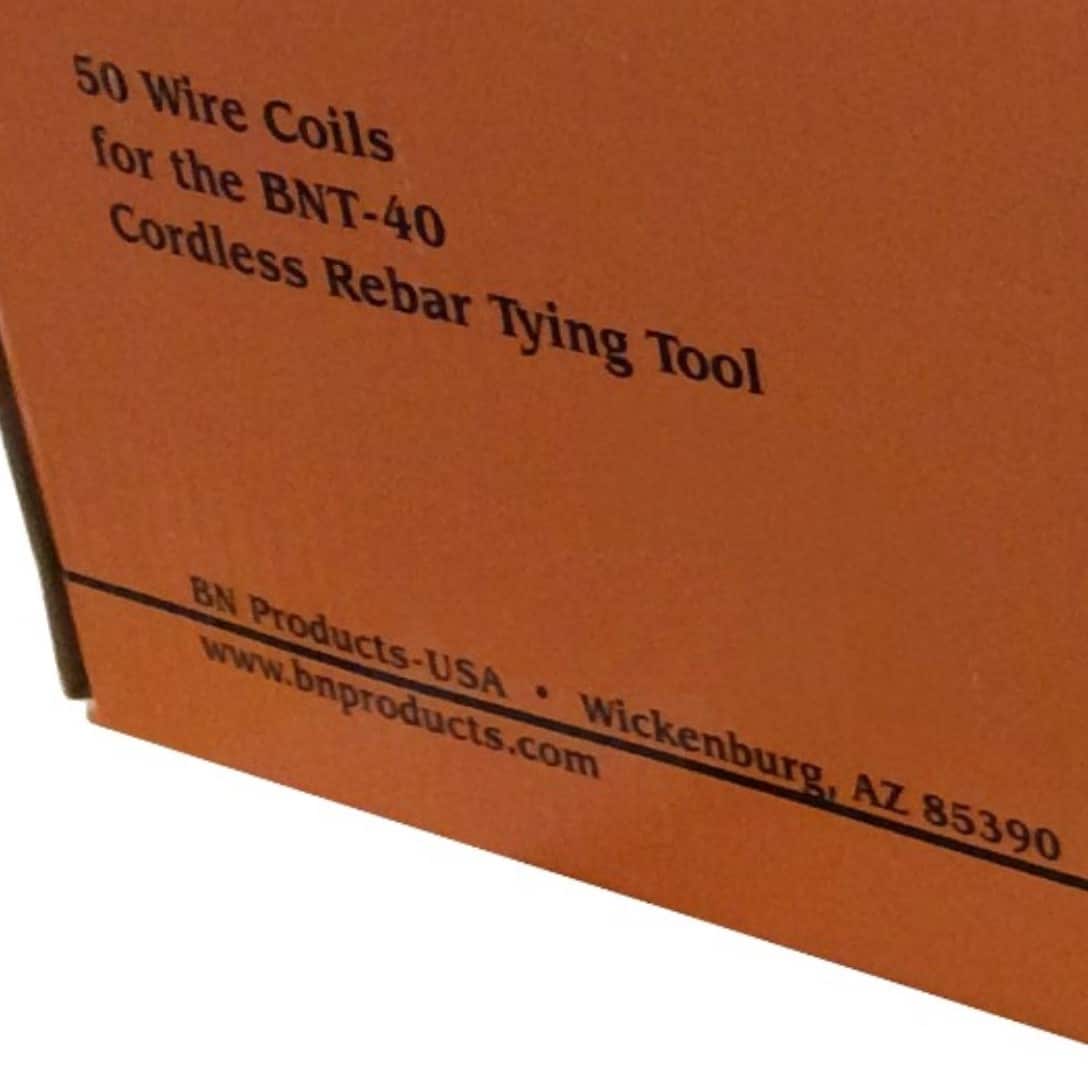 50 Wire Coils
for the BNT-40
Cordless Rebar Tying Tool
BN Products-USA • Wickenburg, AZ 85390
www.bnproducts.com